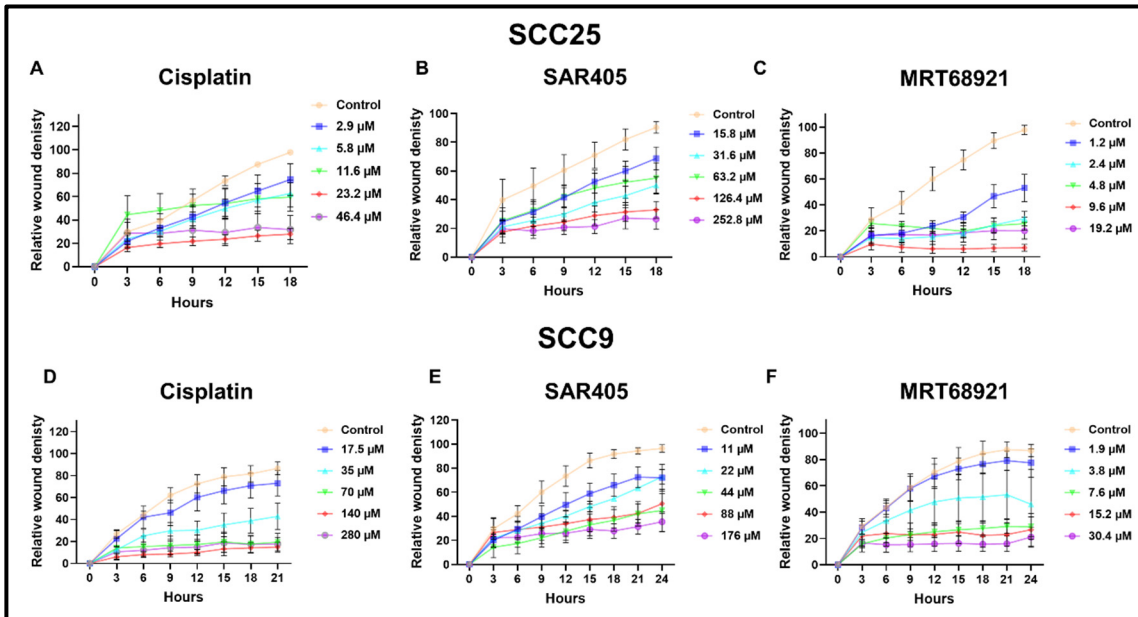 SCC25
A
Cisplatin
Relative wound denisty
120
100
80
60
40
20
0
0 3 6 9 12 15 18
Hours
Control
2.9 µM
5.8 µM
11.6 µM
23.2 µM
46.4 µM
B
SAR405
Relative wound denisty
100
80
60
40
20
0
0 3 6 9 12 15 18
Hours
Control
15.8 µM
31.6 µM
63.2 µM
126.4 µM
252.8 µM
C
MRT68921
Relative wound denisty
100
80
60
40
20
0
0 3 6 9 12 15 18
Hours
Control
1.2 µM
2.4 µM
4.8 µM
9.6 µM
19.2 µM
SCC9
D
Cisplatin
Relative wound denisty
120
100
80
60
40
20
0
0 3 6 9 12 15 18 21
Hours
Control
17.5 µM
35 µM
70 µM
140 µM
280 µM
E
SAR405
Relative wound denisty
120
100
80
60
40
20
0
0 3 6 9 12 15 18 21 24
Hours
Control
11 µM
22 µM
44 µM
88 µM
176 µM
F
MRT68921
Relative wound denisty
100
80
60
40
20
0
0 3 6 9 12 15 18 21 24
Hours
Control
1.9 µM
3.8 µM
7.6 µM
15.2 µM
30.4 µM